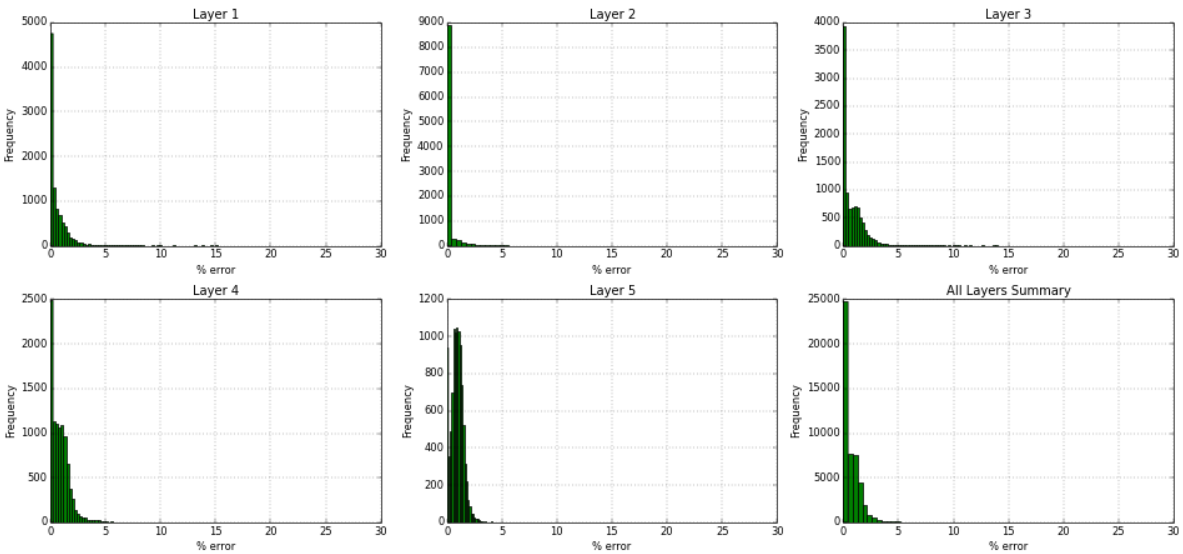 Layer 1
5000
4000
3000
2000
1000
0
Frequency
0 5 10 15 20 25 30
% error
Layer 2
9000
8000
7000
6000
5000
4000
3000
2000
1000
0
Frequency
0 5 10 15 20 25 30
% error
Layer 3
4000
3500
3000
2500
2000
1500
1000
500
0
Frequency
0 5 10 15 20 25 30
% error
Layer 4
2500
2000
1500
1000
500
0
Frequency
0 5 10 15 20 25 30
% error
Layer 5
1200
1000
800
600
400
200
0
Frequency
0 5 10 15 20 25 30
% error
All Layers Summary
25000
20000
15000
10000
5000
0
Frequency
0 5 10 15 20 25 30
% error